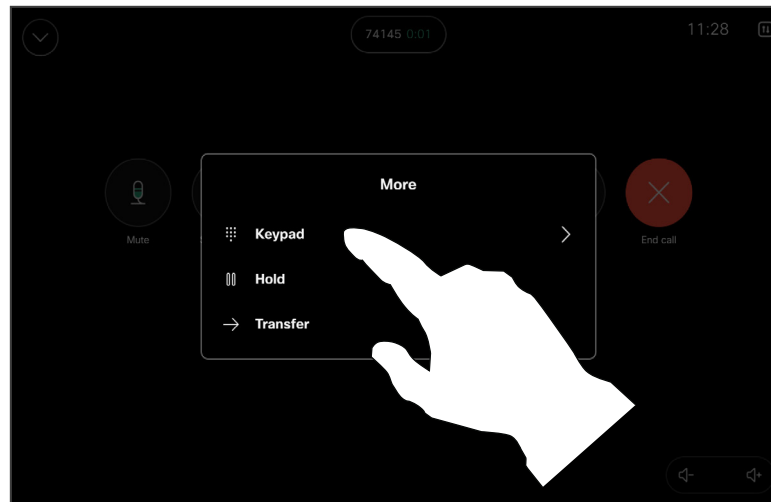 74145 0:01
11:28
More
Keypad
Hold
Transfer
Mute
End call